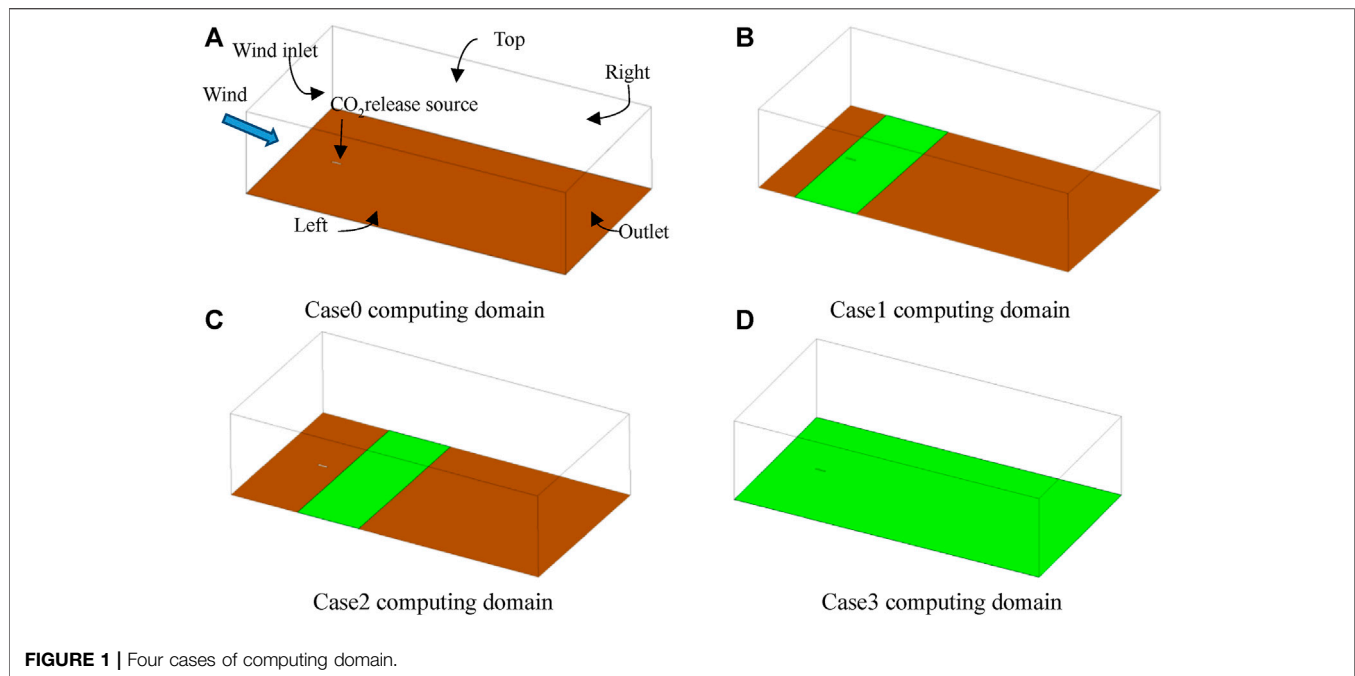 A
Wind inlet
Top
Right
Wind
CO2release source
Left
Outlet
Case0 computing domain
B
Case1 computing domain
C
Case2 computing domain
D
Case3 computing domain
FIGURE 1 | Four cases of computing domain.